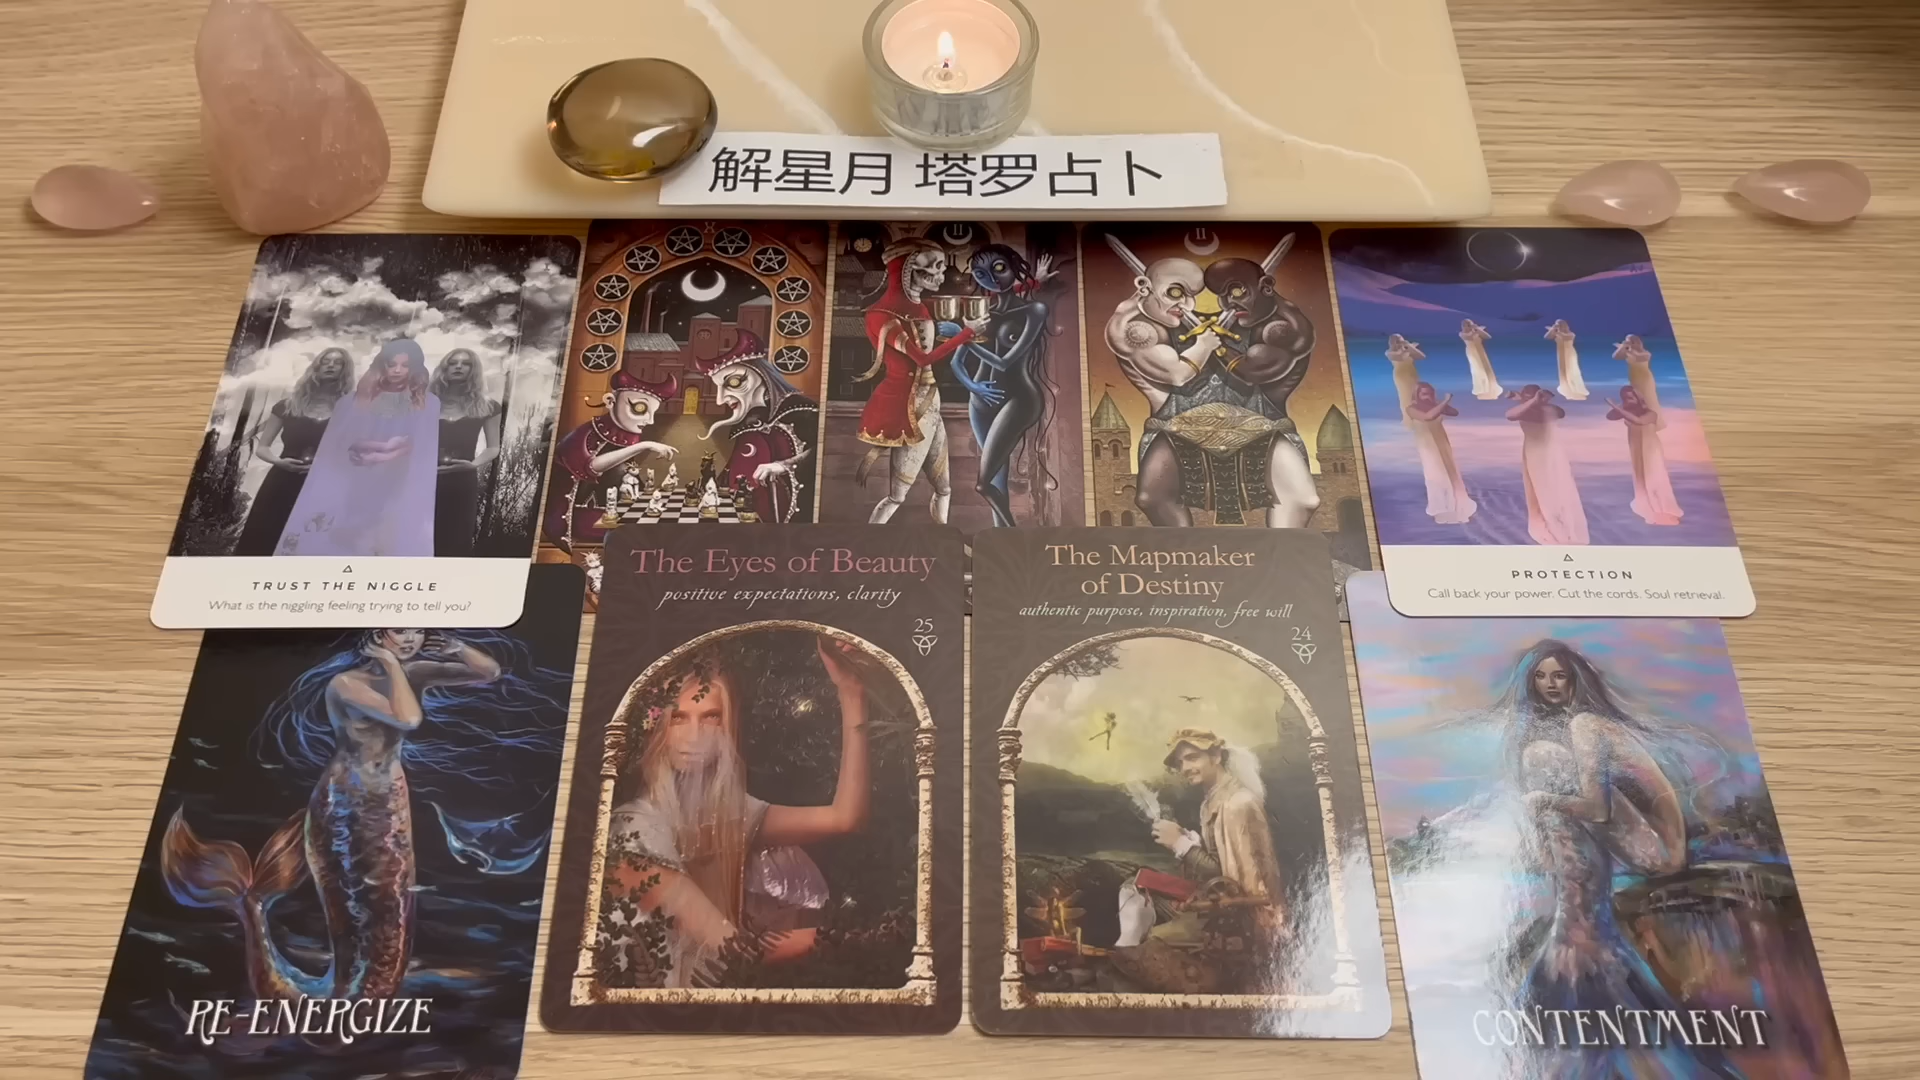 解星月 塔罗占卜
II
II
TRUST THE NIGGLE
What is the niggling feeling trying to tell you?
PROTECTION
Call back your power. Cut the cords. Soul retrieval.
The Eyes of Beauty
positive expectations, clarity
25
The Mapmaker
of Destiny
authentic purpose, inspiration, free will
24
RE-ENERGIZE
CONTENTMENT